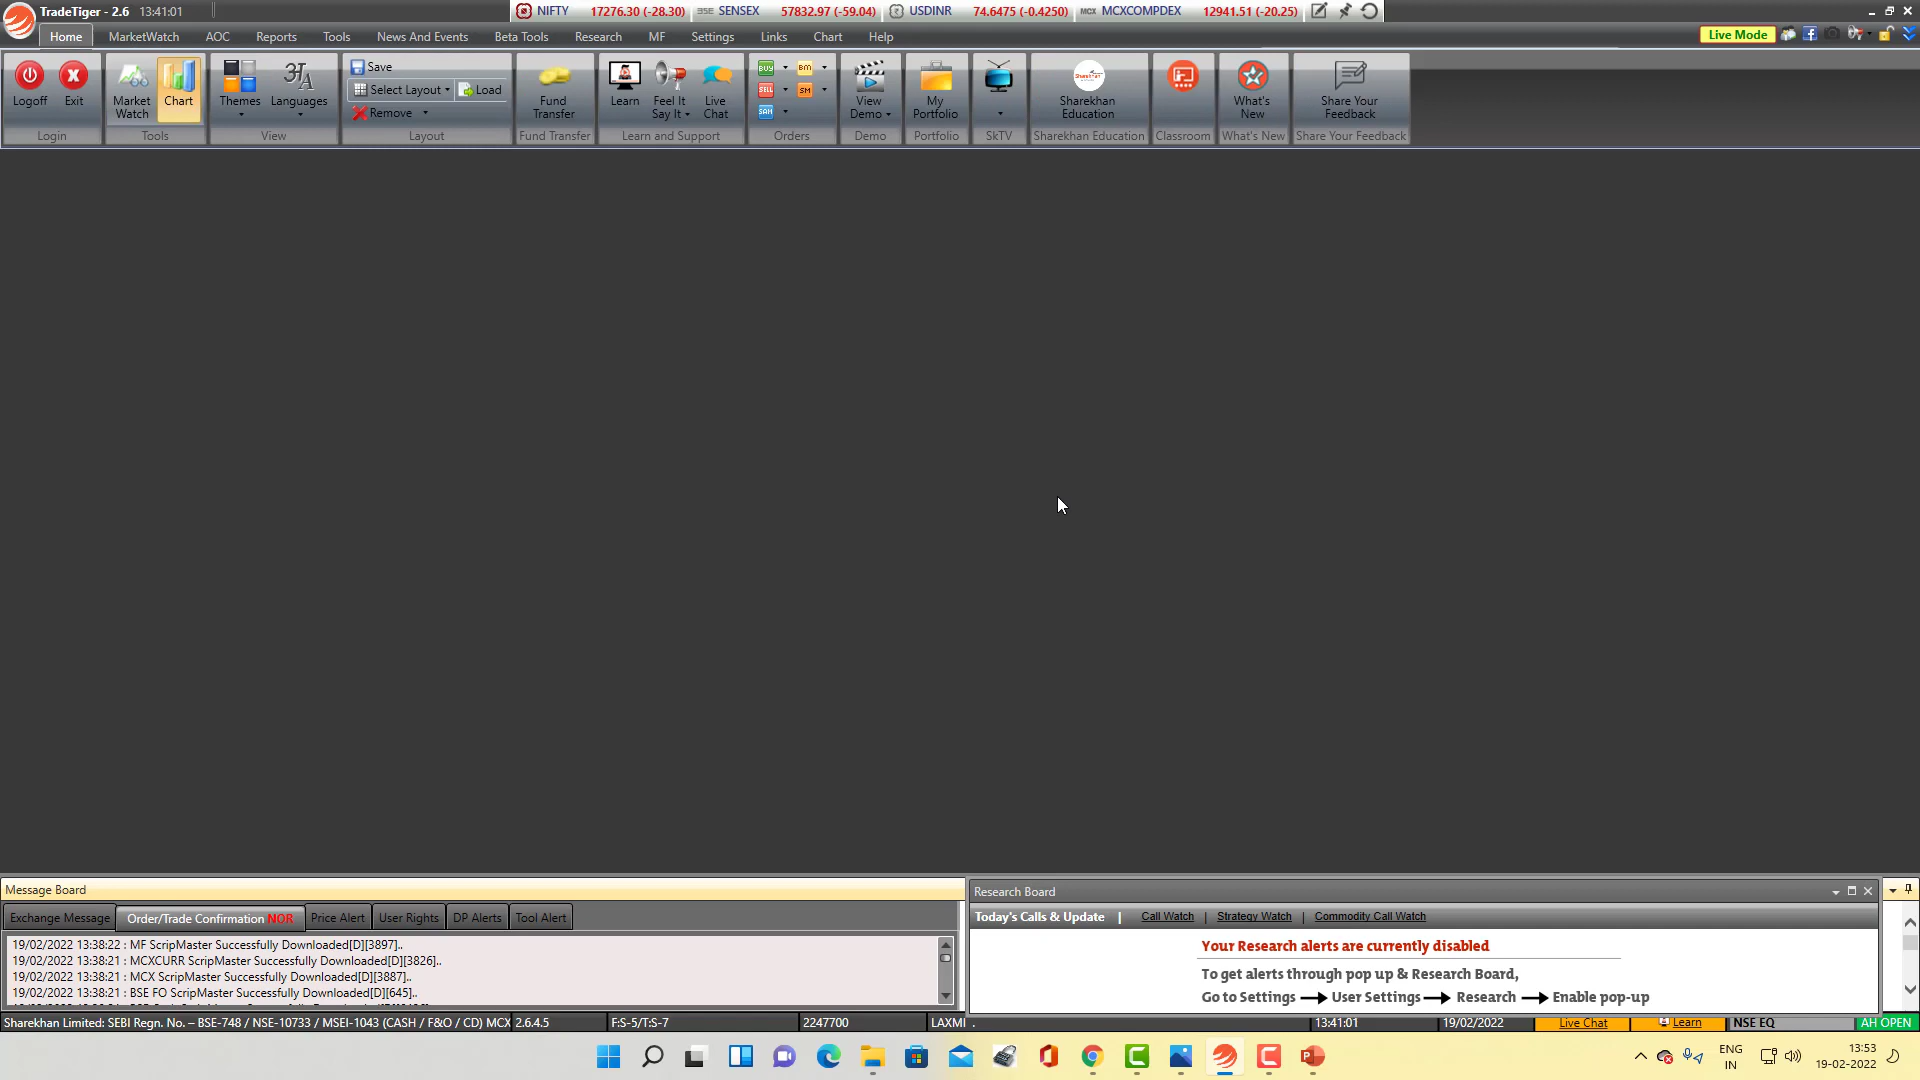 TradeTiger - 2.6 13:41:01
NIFTY 17276.30 (-28.30) BSE SENSEX 57832.97 (-59.04) USDINR 74.6475 (-0.4250) MCX MCXCOMPDEX 12941.51 (-20.25)
Home MarketWatch AOC Reports Tools News And Events Beta Tools Research MF Settings Links Chart Help
Live Mode
Logoff Exit
Login
Market Watch Chart
Tools
Themes Languages
View
Save
Select Layout Load
Remove
Layout
Fund Transfer
Fund Transfer
Learn Feel It Say It Live Chat
Learn and Support
BUY BM
SELL SM
SAM
Orders
View Demo
Demo
My Portfolio
Portfolio
SkTV
Sharekhan Education
Sharekhan Education
Classroom
What's New
What's New
Share Your Feedback
Share Your Feedback
Message Board
Exchange Message Order/Trade Confirmation NOR Price Alert User Rights DP Alerts Tool Alert
19/02/2022 13:38:22 : MF ScripMaster Successfully Downloaded[D][3897]..
19/02/2022 13:38:21 : MCXCURR ScripMaster Successfully Downloaded[D][3826]..
19/02/2022 13:38:21 : MCX ScripMaster Successfully Downloaded[D][3887]..
19/02/2022 13:38:21 : BSE FO ScripMaster Successfully Downloaded[D][645]..
Research Board
Today's Calls & Update | Call Watch | Strategy Watch | Commodity Call Watch
Your Research alerts are currently disabled
To get alerts through pop up & Research Board,
Go to Settings User Settings Research Enable pop-up
Sharekhan Limited: SEBI Regn. No. – BSE-748 / NSE-10733 / MSEI-1043 (CASH / F&O / CD) MCX 2.6.4.5 F:S-5/T:S-7 2247700 LAXMI . 13:41:01 19/02/2022 Live Chat Learn NSE EQ AH OPEN
ENG
IN
13:53
19-02-2022